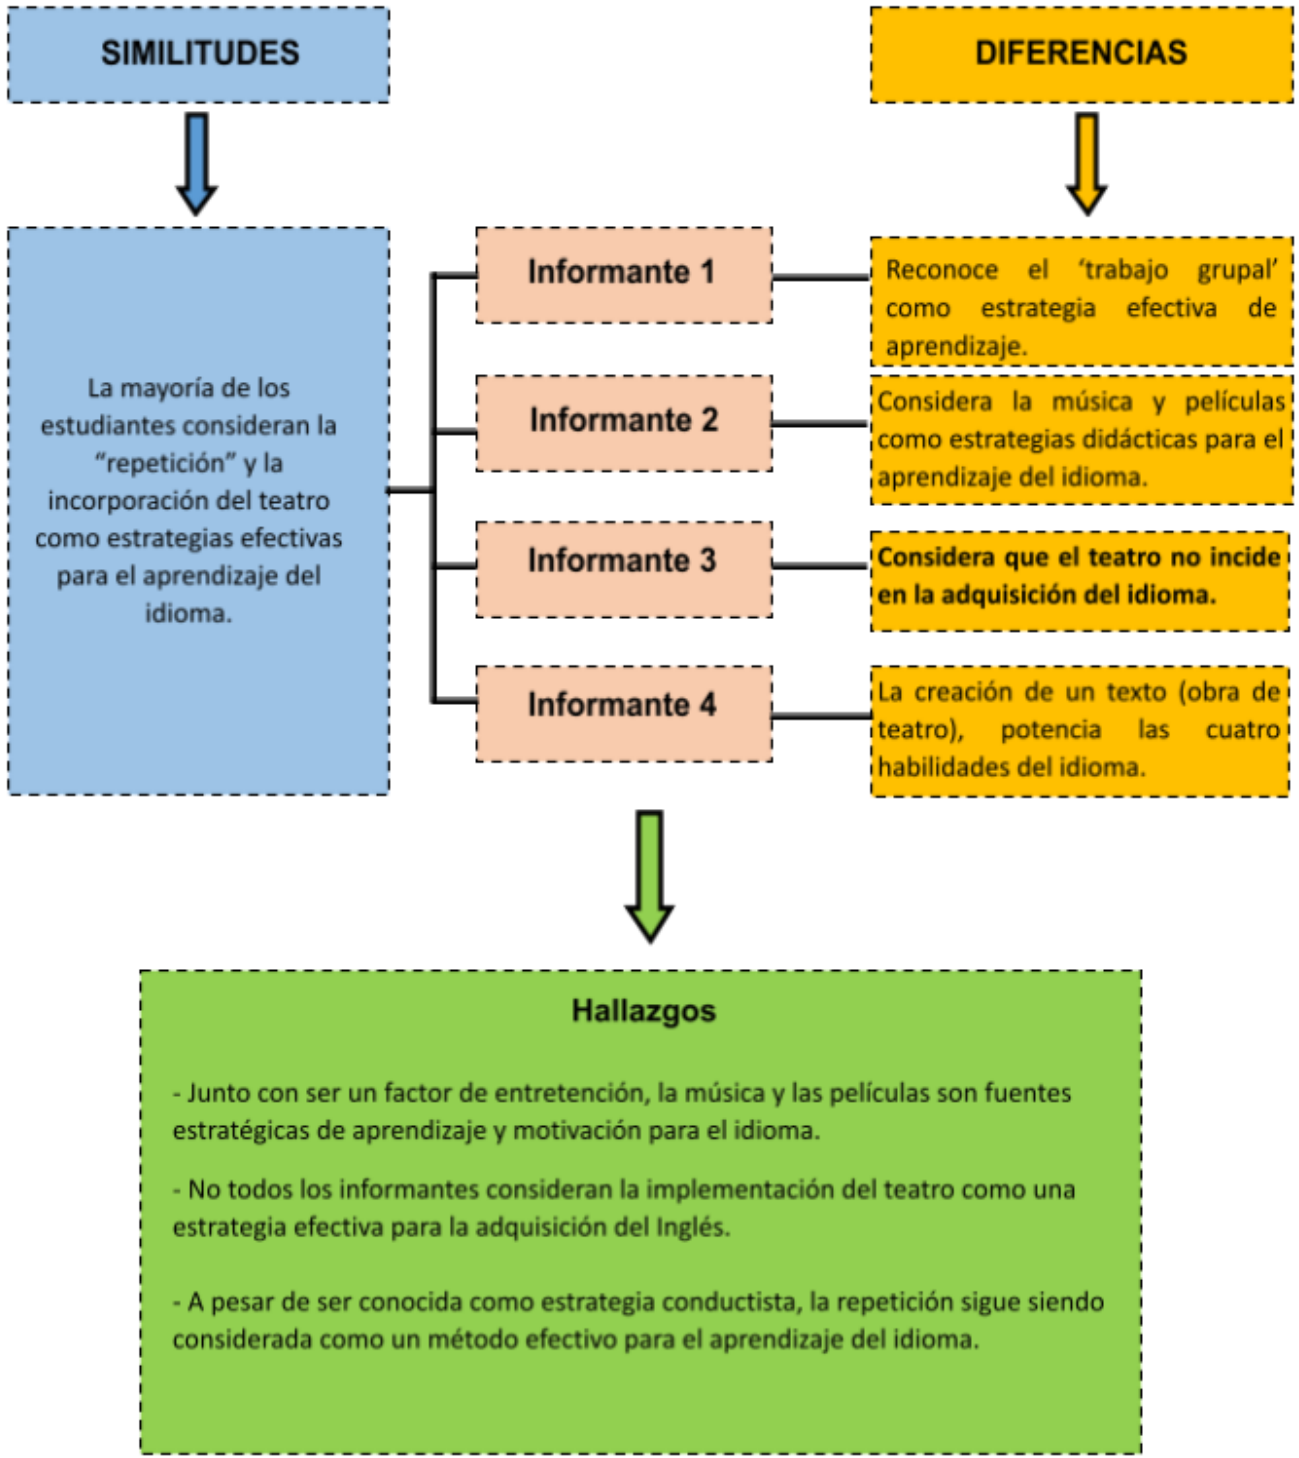 SIMILITUDES
DIFERENCIAS
La mayoría de los
estudiantes consideran la
“repetición” y la
incorporación del teatro
como estrategias efectivas
para el aprendizaje del
idioma.
Informante 1
Reconoce el ‘trabajo grupal’
como estrategia efectiva de
aprendizaje.
Informante 2
Considera la música y películas
como estrategias didácticas para el
aprendizaje del idioma.
Informante 3
Considera que el teatro no incide
en la adquisición del idioma.
Informante 4
La creación de un texto (obra de
teatro), potencia las cuatro
habilidades del idioma.
Hallazgos
- Junto con ser un factor de entretención, la música y las películas son fuentes
estratégicas de aprendizaje y motivación para el idioma.
- No todos los informantes consideran la implementación del teatro como una
estrategia efectiva para la adquisición del Inglés.
- A pesar de ser conocida como estrategia conductista, la repetición sigue siendo
considerada como un método efectivo para el aprendizaje del idioma.